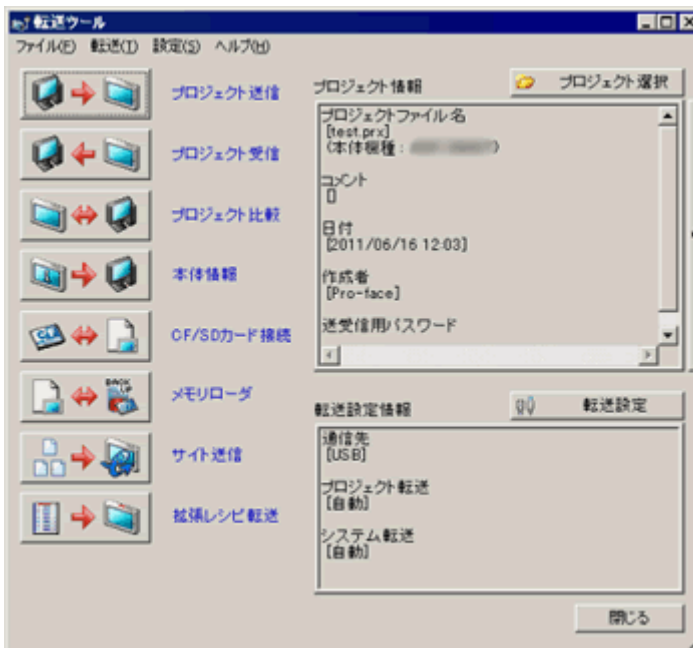 転送ツール
ファイル(F) 転送(T) 設定(S) ヘルプ(H)
プロジェクト送信
プロジェクト受信
プロジェクト比較
本体情報
CF/SDカード接続
メモリローダ
サイト送信
拡張レシピ転送
プロジェクト情報
プロジェクト選択
プロジェクトファイル名
[test.prx]
(本体機種: )
コメント
[]
日付
[2011/06/16 12:03]
作成者
[Pro-face]
送受信用パスワード
転送設定情報
転送設定
通信先
[USB]
プロジェクト転送
[自動]
システム転送
[自動]
閉じる